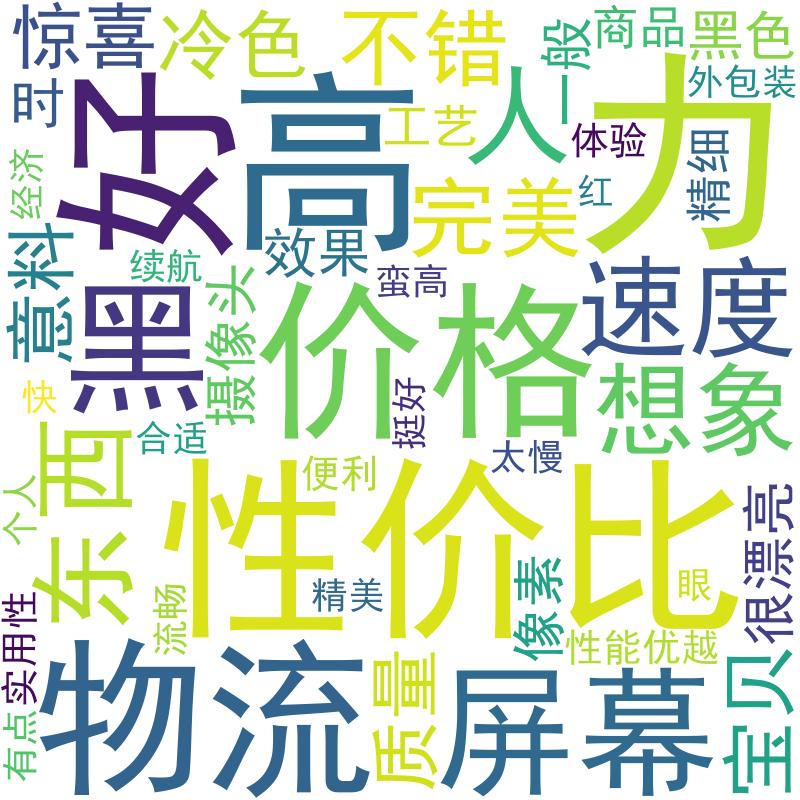 惊喜
冷色
不错
一般
商品
黑色
外包装
时
好
高
工艺
人
体验
力
精细
红
经济
完美
效果
意料
续航
蛮高
黑
摄像头
价格
速度
想象
快
挺好
合适
太慢
东西
便利
性价比
个人
很漂亮
精美
像素
眼
流畅
实用性
性能优越
物流
质量
屏幕
宝贝
有点